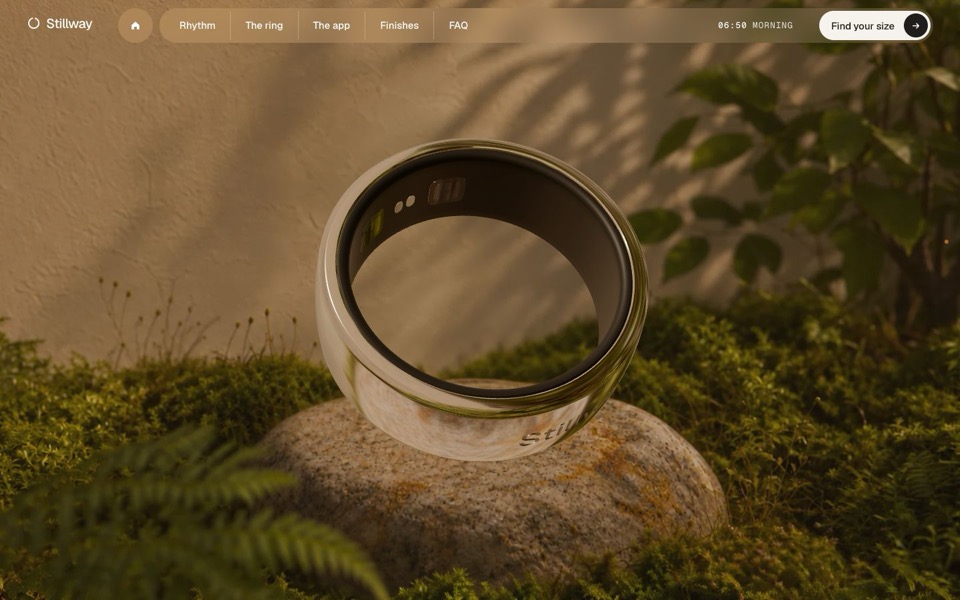 Stillway
Rhythm
The ring
The app
Finishes
FAQ
06:50 MORNING
Find your size